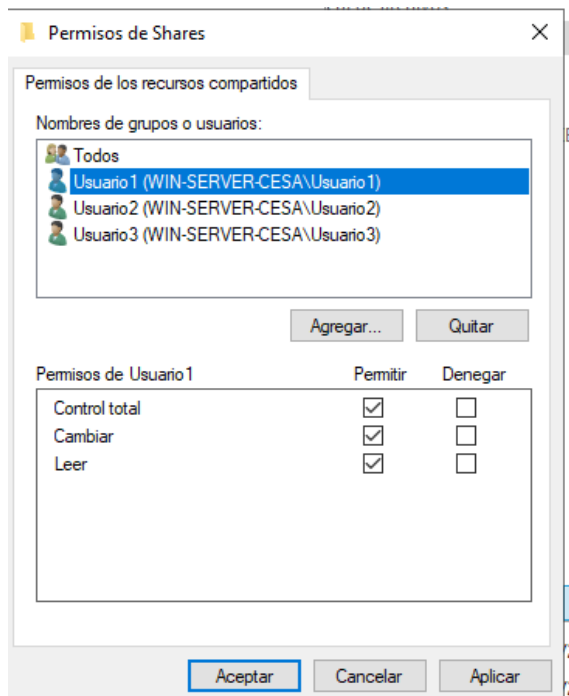 Permisos de Shares
Permisos de los recursos compartidos
Nombres de grupos o usuarios:
Todos
Usuario1 (WIN-SERVER-CESA\Usuario1)
Usuario2 (WIN-SERVER-CESA\Usuario2)
Usuario3 (WIN-SERVER-CESA\Usuario3)
Agregar... Quitar
Permisos de Usuario1 Permitir Denegar
Control total
Cambiar
Leer
Aceptar Cancelar Aplicar